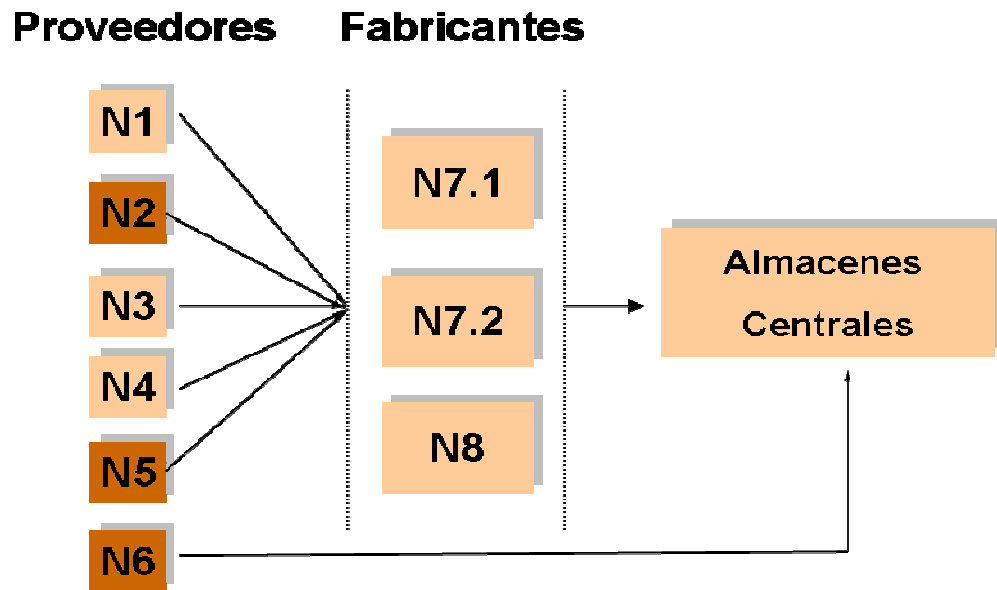 Proveedores Fabricantes
N1
N2
N3
N4
N5
N6
N7.1
N7.2
N8
Almacenes
Centrales